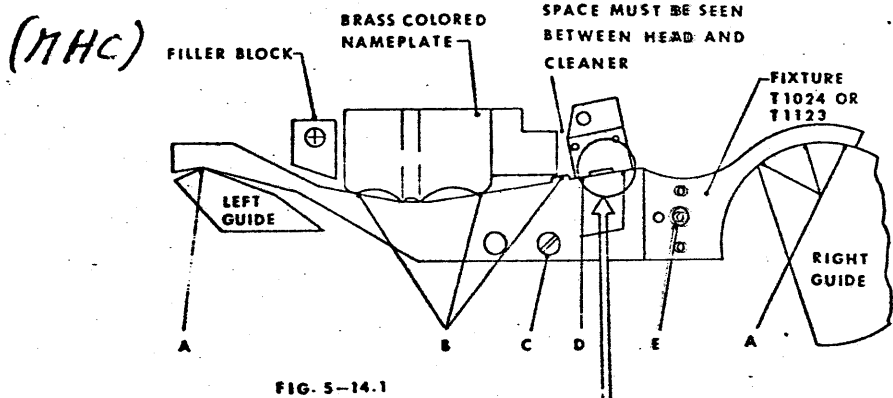 (MHC)
FILLER BLOCK
BRASS COLORED
NAMEPLATE
SPACE MUST BE SEEN
BETWEEN HEAD AND
CLEANER
FIXTURE
T1024 OR
T1123
LEFT
GUIDE
RIGHT
GUIDE
A
B
C
D
E
A
FIG. 5-14.1